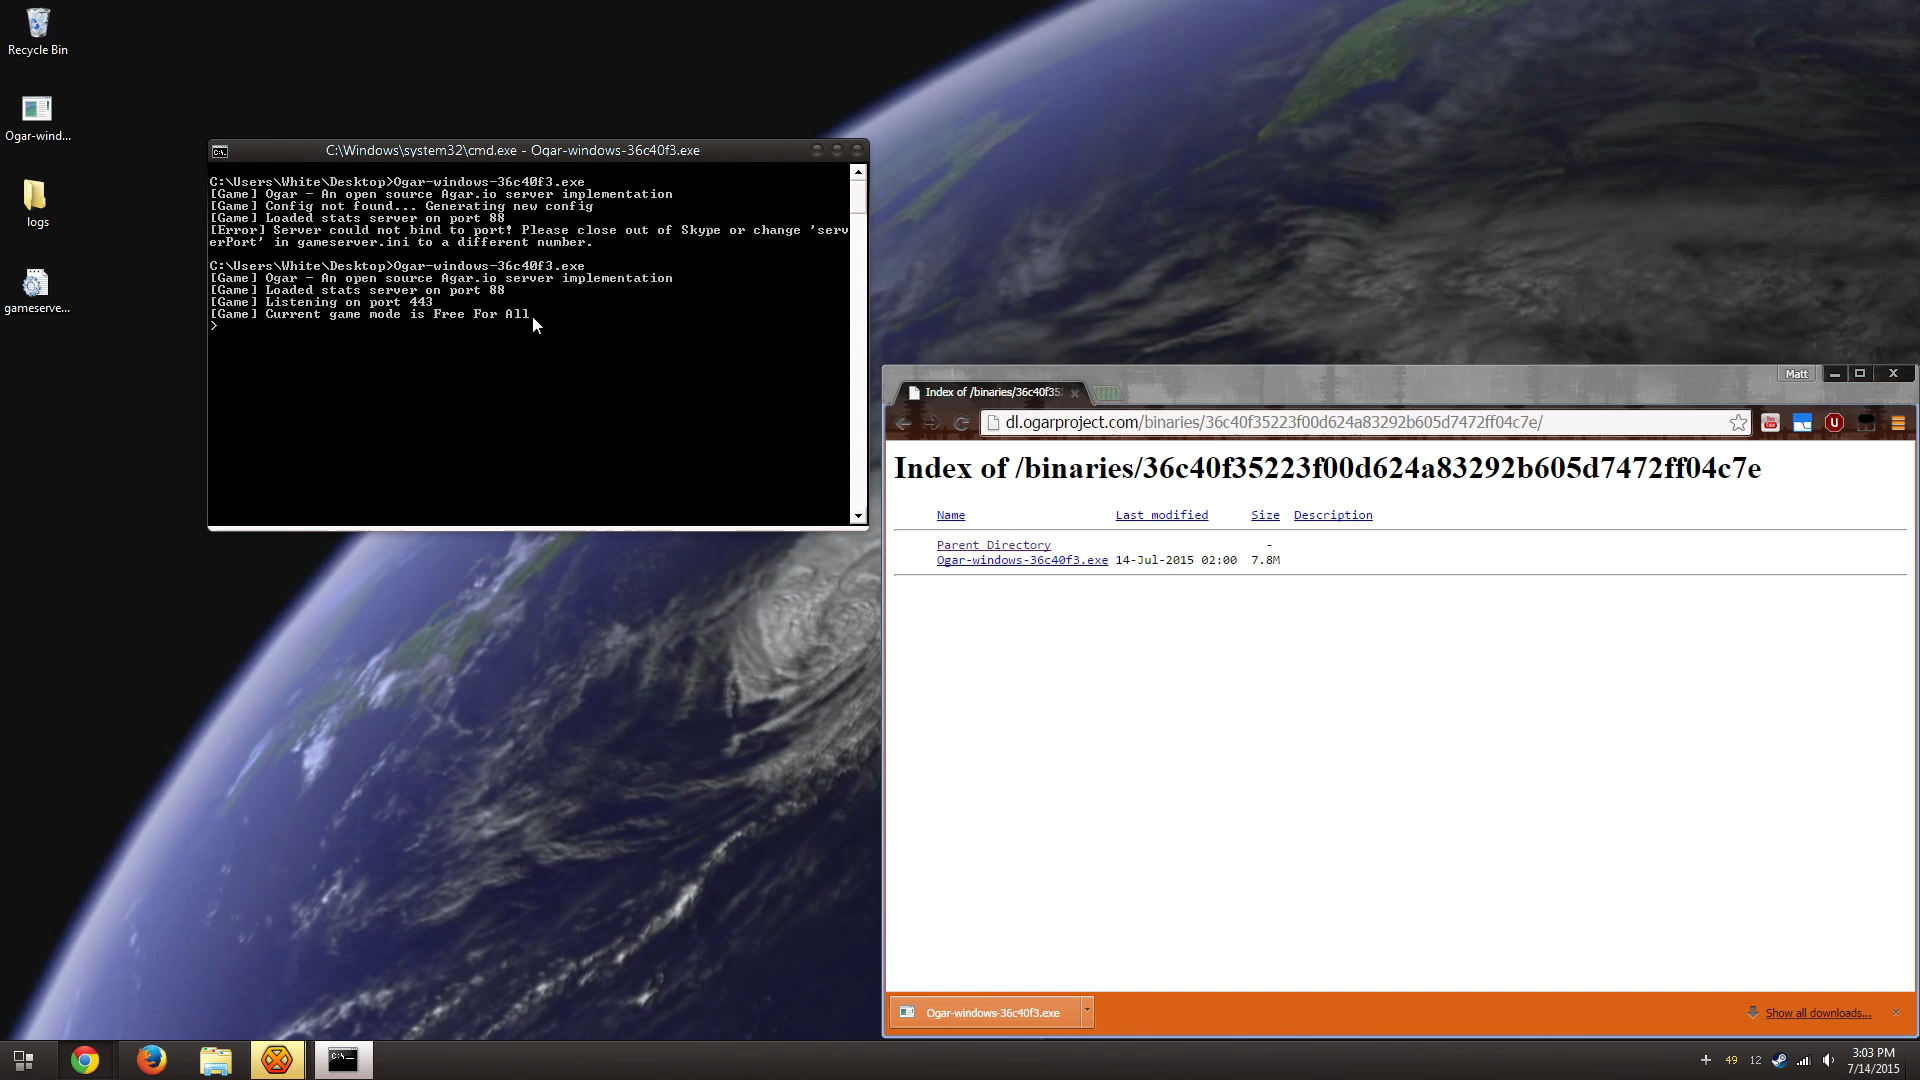 Recycle Bin
Ogar-wind...
logs
gameserve...
C:\Windows\system32\cmd.exe - Ogar-windows-36c40f3.exe
C:\Users\White\Desktop>Ogar-windows-36c40f3.exe
[Game] Ogar - An open source Agar.io server implementation
[Game] Config not found... Generating new config
[Game] Loaded stats server on port 88
[Error] Server could not bind to port! Please close out of Skype or change 'serv
erPort' in gameserver.ini to a different number.
C:\Users\White\Desktop>Ogar-windows-36c40f3.exe
[Game] Ogar - An open source Agar.io server implementation
[Game] Loaded stats server on port 88
[Game] Listening on port 443
[Game] Current game mode is Free For All
>
Matt
Index of /binaries/36c40f35
dl.ogarproject.com/binaries/36c40f35223f00d624a83292b605d7472ff04c7e/
Index of /binaries/36c40f35223f00d624a83292b605d7472ff04c7e
Name Last modified Size Description
Parent Directory -
Ogar-windows-36c40f3.exe 14-Jul-2015 02:00 7.8M
Ogar-windows-36c40f3.exe
Show all downloads...
49 12
3:03 PM
7/14/2015